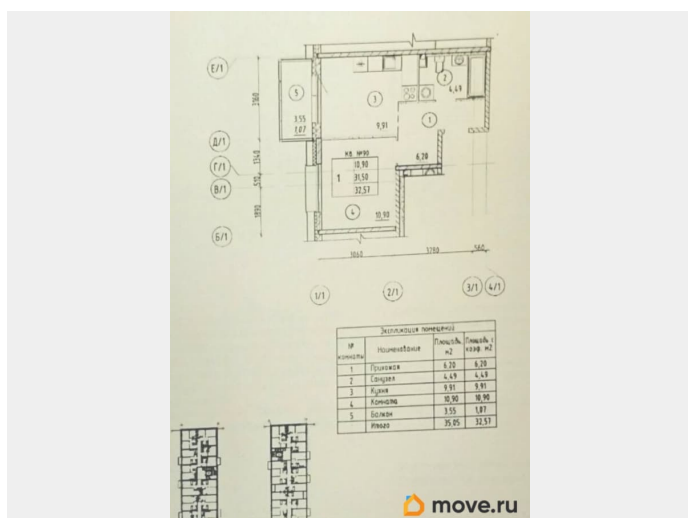 Е/1
2
5
3
4,49
3160
3,55
1,07
9,91
1
Д/1
1340
кв. №90
6,20
Г/1
10,90
1
31,50
510
В/1
32,57
1890
4
10,90
Б/1
3060
3280
560
1/1
2/1
3/1
4/1
Экспликация помещений
№ комнаты Наименование Площадь, м2 Площадь с коэф. м2
1 Прихожая 6,20 6,20
2 Санузел 4,49 4,49
3 Кухня 9,91 9,91
4 Комната 10,90 10,90
5 Балкон 3.55 1,07
Итого 35,05 32,57
move.ru